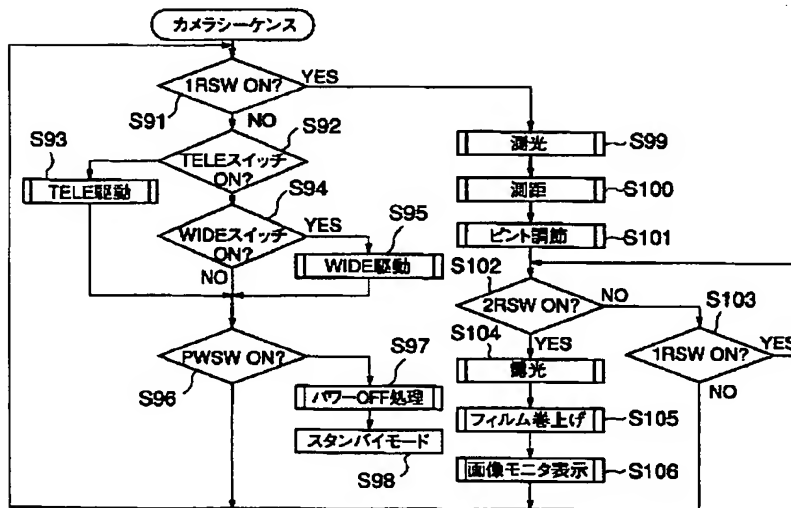 カメラシーケンス
1RSW ON?
YES
S91
NO
S92
S93
TELEスイッチ
ON?
TELE駆動
S94
WIDEスイッチ
ON?
YES
S95
WIDE駆動
NO
PWSW ON?
S96
S97
パワーOFF処理
スタンバイモード
S98
測光
S99
測距
S100
ピント調節
S101
S102
2RSW ON?
NO
S103
1RSW ON?
YES
NO
S104
YES
露光
フィルム巻上げ
S105
画像モニタ表示
S106